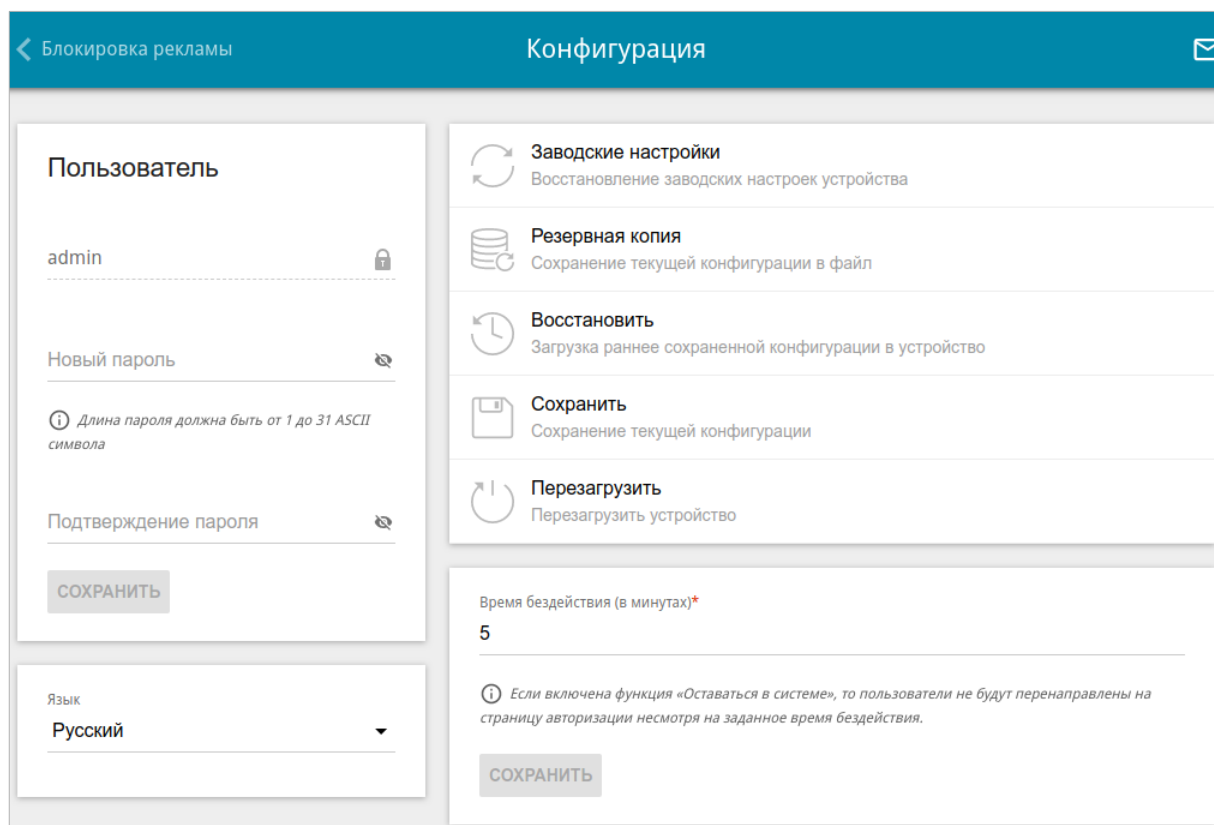 Блокировка рекламы
Конфигурация
Пользователь
admin
Новый пароль
Длина пароля должна быть от 1 до 31 ASCII
символа
Подтверждение пароля
СОХРАНИТЬ
Язык
Русский
Заводские настройки
Восстановление заводских настроек устройства
Резервная копия
Сохранение текущей конфигурации в файл
Восстановить
Загрузка раннее сохраненной конфигурации в устройство
Сохранить
Сохранение текущей конфигурации
Перезагрузить
Перезагрузить устройство
Время бездействия (в минутах)*
5
Если включена функция «Оставаться в системе», то пользователи не будут перенаправлены на
страницу авторизации несмотря на заданное время бездействия.
СОХРАНИТЬ